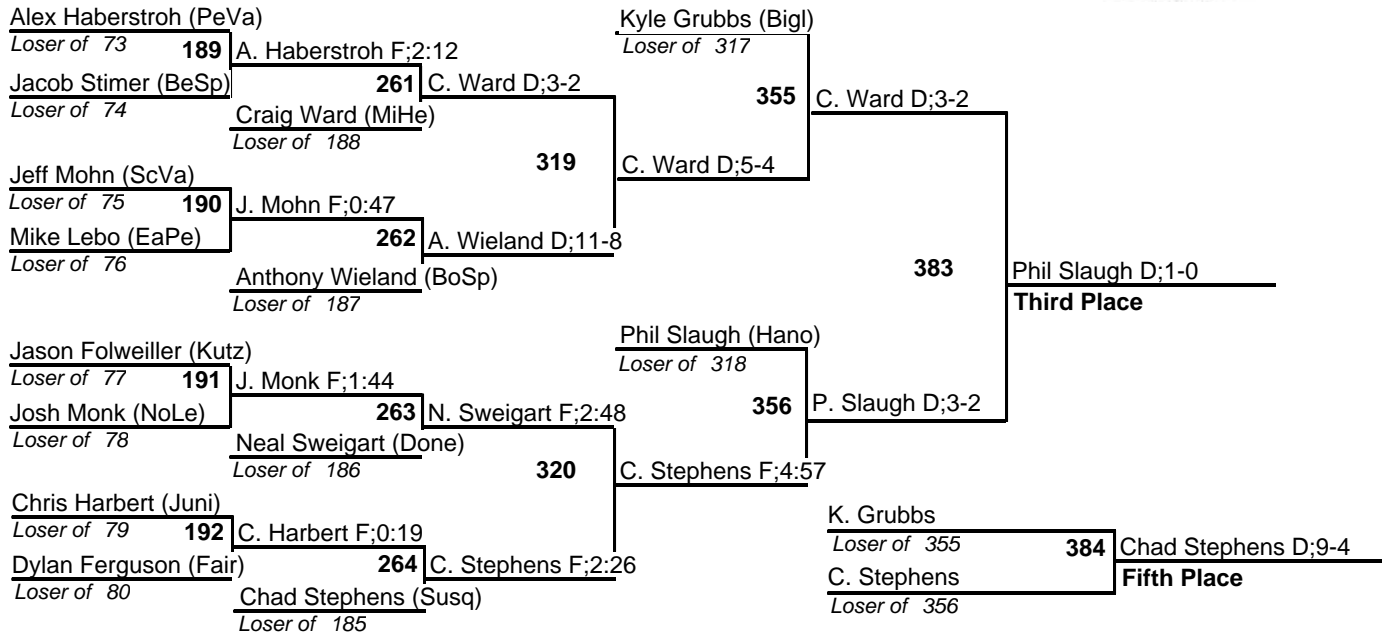 Alex Haberstroh (PeVa)
Loser of 73
189
A. Haberstroh F;2:12
Jacob Stimer (BeSp)
Loser of 74
261
C. Ward D;3-2
Craig Ward (MiHe)
Loser of 188
Jeff Mohn (ScVa)
Loser of 75
190
J. Mohn F;0:47
Mike Lebo (EaPe)
Loser of 76
262
A. Wieland D;11-8
Anthony Wieland (BoSp)
Loser of 187
319
C. Ward D;5-4
Kyle Grubbs (Bigl)
Loser of 317
355
C. Ward D;3-2
Jason Folweiller (Kutz)
Loser of 77
191
J. Monk F;1:44
Josh Monk (NoLe)
Loser of 78
263
N. Sweigart F;2:48
Neal Sweigart (Done)
Loser of 186
Chris Harbert (Juni)
Loser of 79
192
C. Harbert F;0:19
Dylan Ferguson (Fair)
Loser of 80
264
C. Stephens F;2:26
Chad Stephens (Susq)
Loser of 185
320
C. Stephens F;4:57
Phil Slaugh (Hano)
Loser of 318
356
P. Slaugh D;3-2
383
Phil Slaugh D;1-0
Third Place
K. Grubbs
Loser of 355
384
Chad Stephens D;9-4
C. Stephens
Fifth Place
Loser of 356